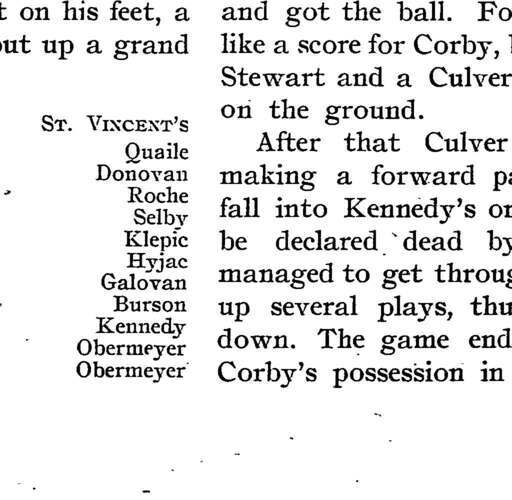 t on his feet, a
out up a grand
ST. VINCENT'S
Quaile
Donovan
Roche
Selby
Klepic
Hyjac
Galovan
Burson
Kennedy
Obermeyer
Obermeyer
and got the ball. Fo
like a score for Corby,
Stewart and a Culver
on the ground.
After that Culver
making a forward pa
fall into Kennedy's or
be declared dead by
managed to get throug
up several plays, thu
down. The game end
Corby's possession in